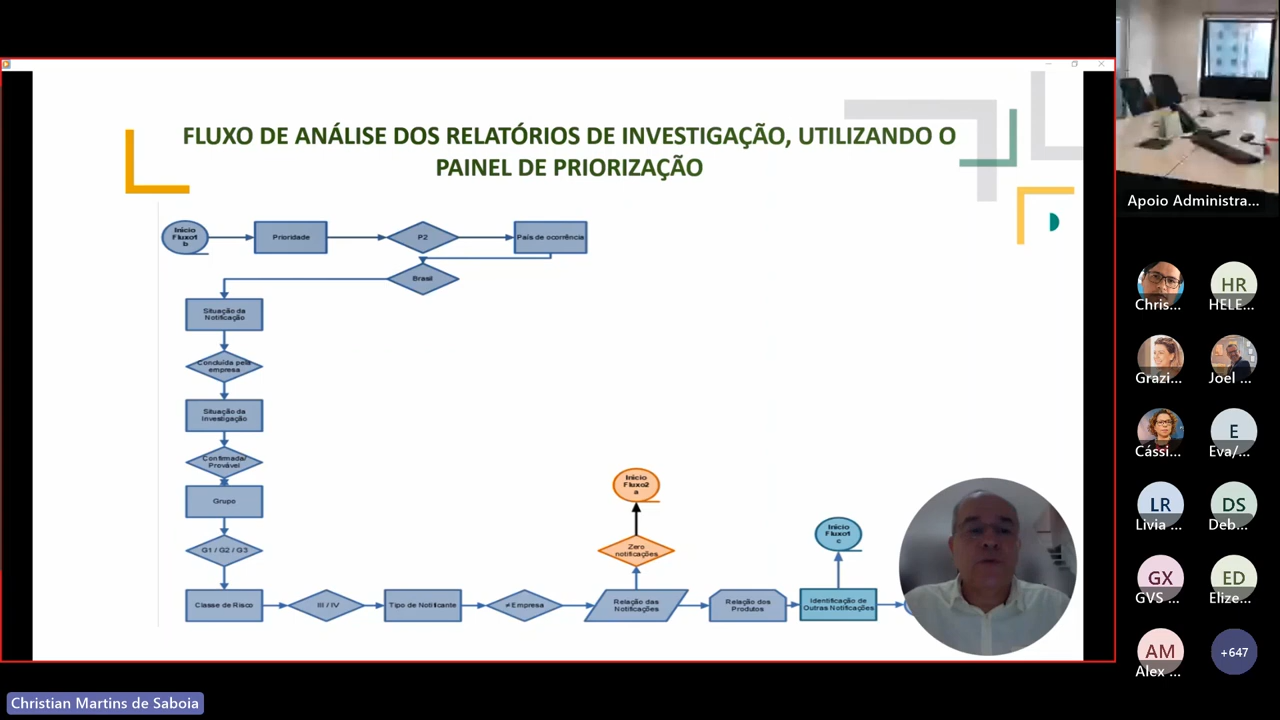 FLUXO DE ANÁLISE DOS RELATÓRIOS DE INVESTIGAÇÃO, UTILIZANDO O
PAINEL DE PRIORIZAÇÃO
Início
Fluxo1
b
Prioridade
P2
País de ocorrência
Brasil
Situação da
Notificação
Concluída pela
empresa
Situação da
Investigação
Confirmada/
Provável
Grupo
G1 / G2 / G3
Classe de Risco
III / IV
Tipo de Notificante
≠ Empresa
Relação das
Notificações
Zero
notificações
Início
Fluxo2
a
Relação dos
Produtos
Identificação de
Outras Notificações
Início
Fluxo1
c
Apoio Administra...
Chris...
HR
HELE...
Grazi...
Joel ...
Cássi...
E
Eva/...
LR
Livia ...
DS
Deb...
GX
GVS ...
ED
Elize...
AM
Alex ...
+647
Christian Martins de Saboia